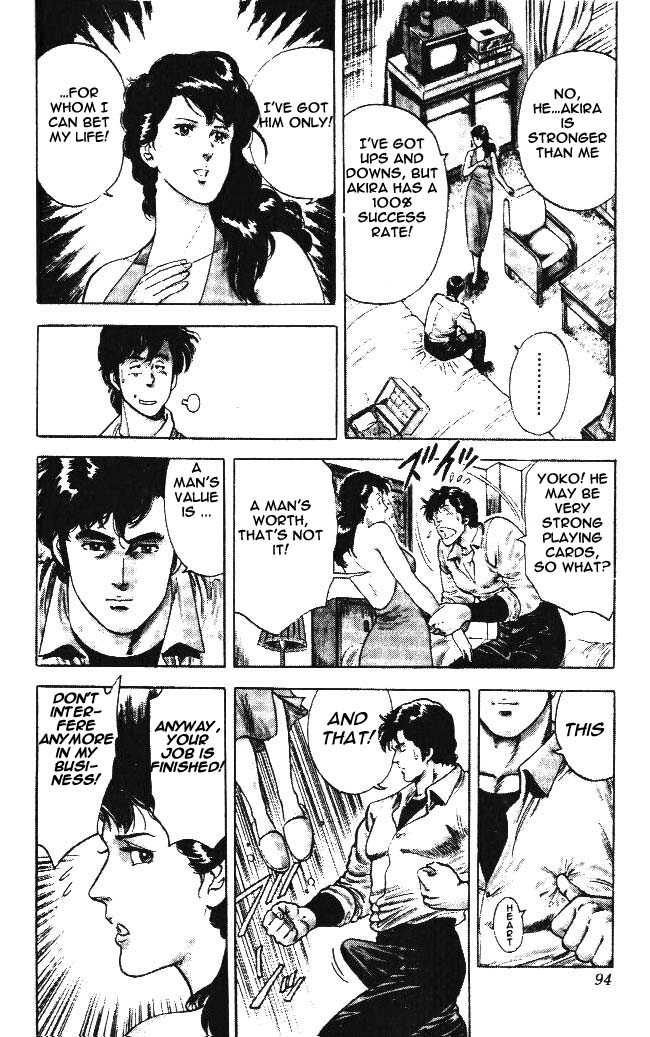 NO,
HE...AKIRA
IS
STRONGER
THAN ME
I'VE GOT
UPS AND
DOWNS, BUT
AKIRA HAS A
100%
SUCCESS
RATE!
..........
I'VE GOT
HIM ONLY!
...FOR
WHOM I
CAN BET
MY LIFE!
YOKO! HE
MAY BE
VERY
STRONG
PLAYING
CARDS,
SO WHAT?
ズイッ
A MAN'S
WORTH,
THAT'S NOT
IT!
A
MAN'S
VALUE
IS ...
THIS
HEART
AND
THAT!
ANYWAY,
YOUR
JOB IS
FINISHED!
DON'T
INTER-
FERE
ANYMORE
IN MY
BUSI-
NESS!
94